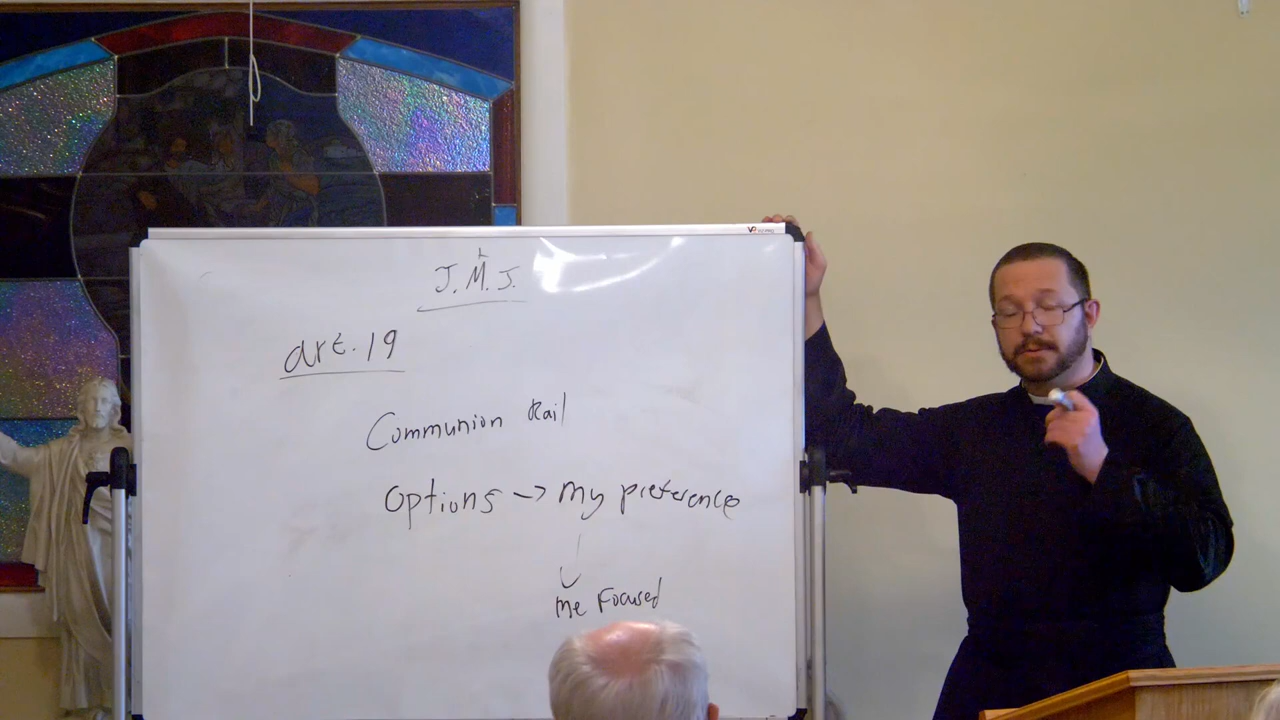 J.M.J.
art. 19
Communion Rail
Options → My preference
me Focused